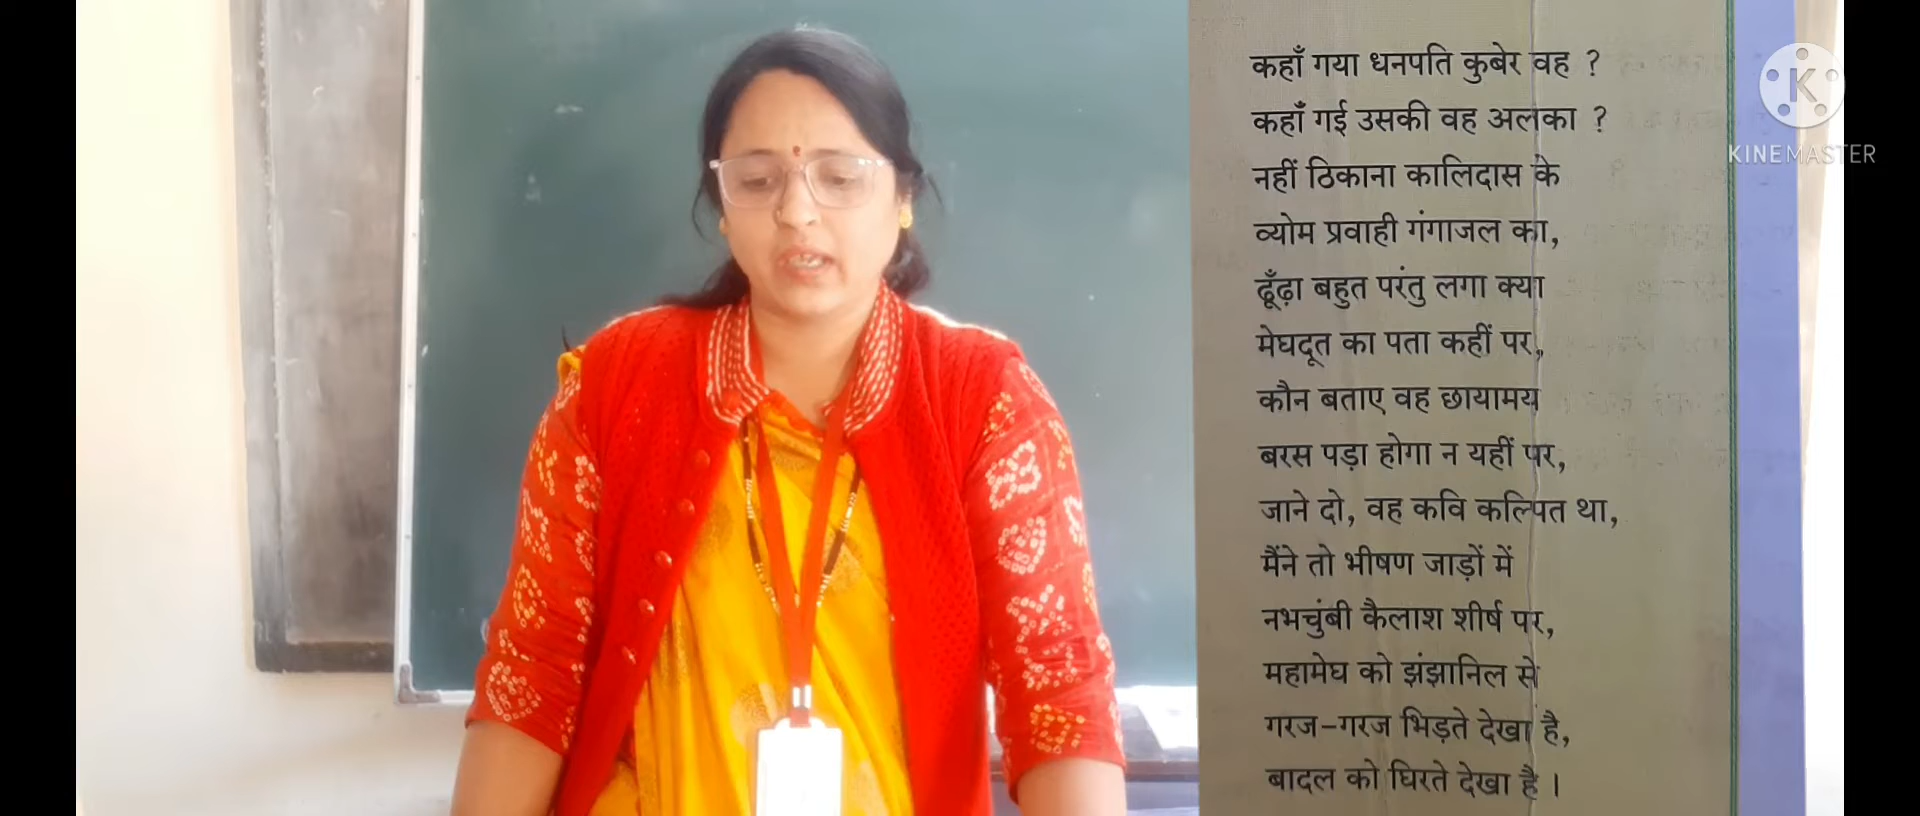 कहाँ गया धनपति कुबेर वह ?
कहाँ गई उसकी वह अलका ?
नहीं ठिकाना कालिदास के
व्योम प्रवाही गंगाजल का,
ढूँढ़ा बहुत परंतु लगा क्या
मेघदूत का पता कहीं पर,
कौन बताए वह छायामय
बरस पड़ा होगा न यहीं पर,
जाने दो, वह कवि कल्पित था,
मैंने तो भीषण जाड़ों में
नभचुंबी कैलाश शीर्ष पर,
महामेघ को झंझानिल से
गरज-गरज भिड़ते देखा है,
बादल को घिरते देखा है ।
K
KINEMASTER